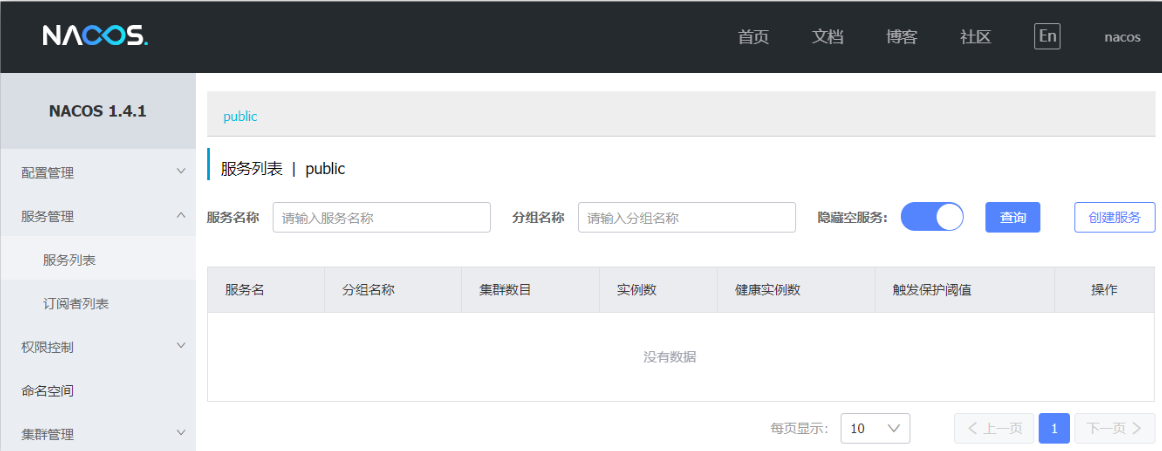 NACOS. 首页 文档 博客 社区 En nacos
NACOS 1.4.1
配置管理
服务管理
服务列表
订阅者列表
权限控制
命名空间
集群管理
public
服务列表 | public
服务名称 请输入服务名称 分组名称 请输入分组名称 隐藏空服务: 查询 创建服务
服务名 分组名称 集群数目 实例数 健康实例数 触发保护阈值 操作
没有数据
每页显示: 10 上一页 1 下一页